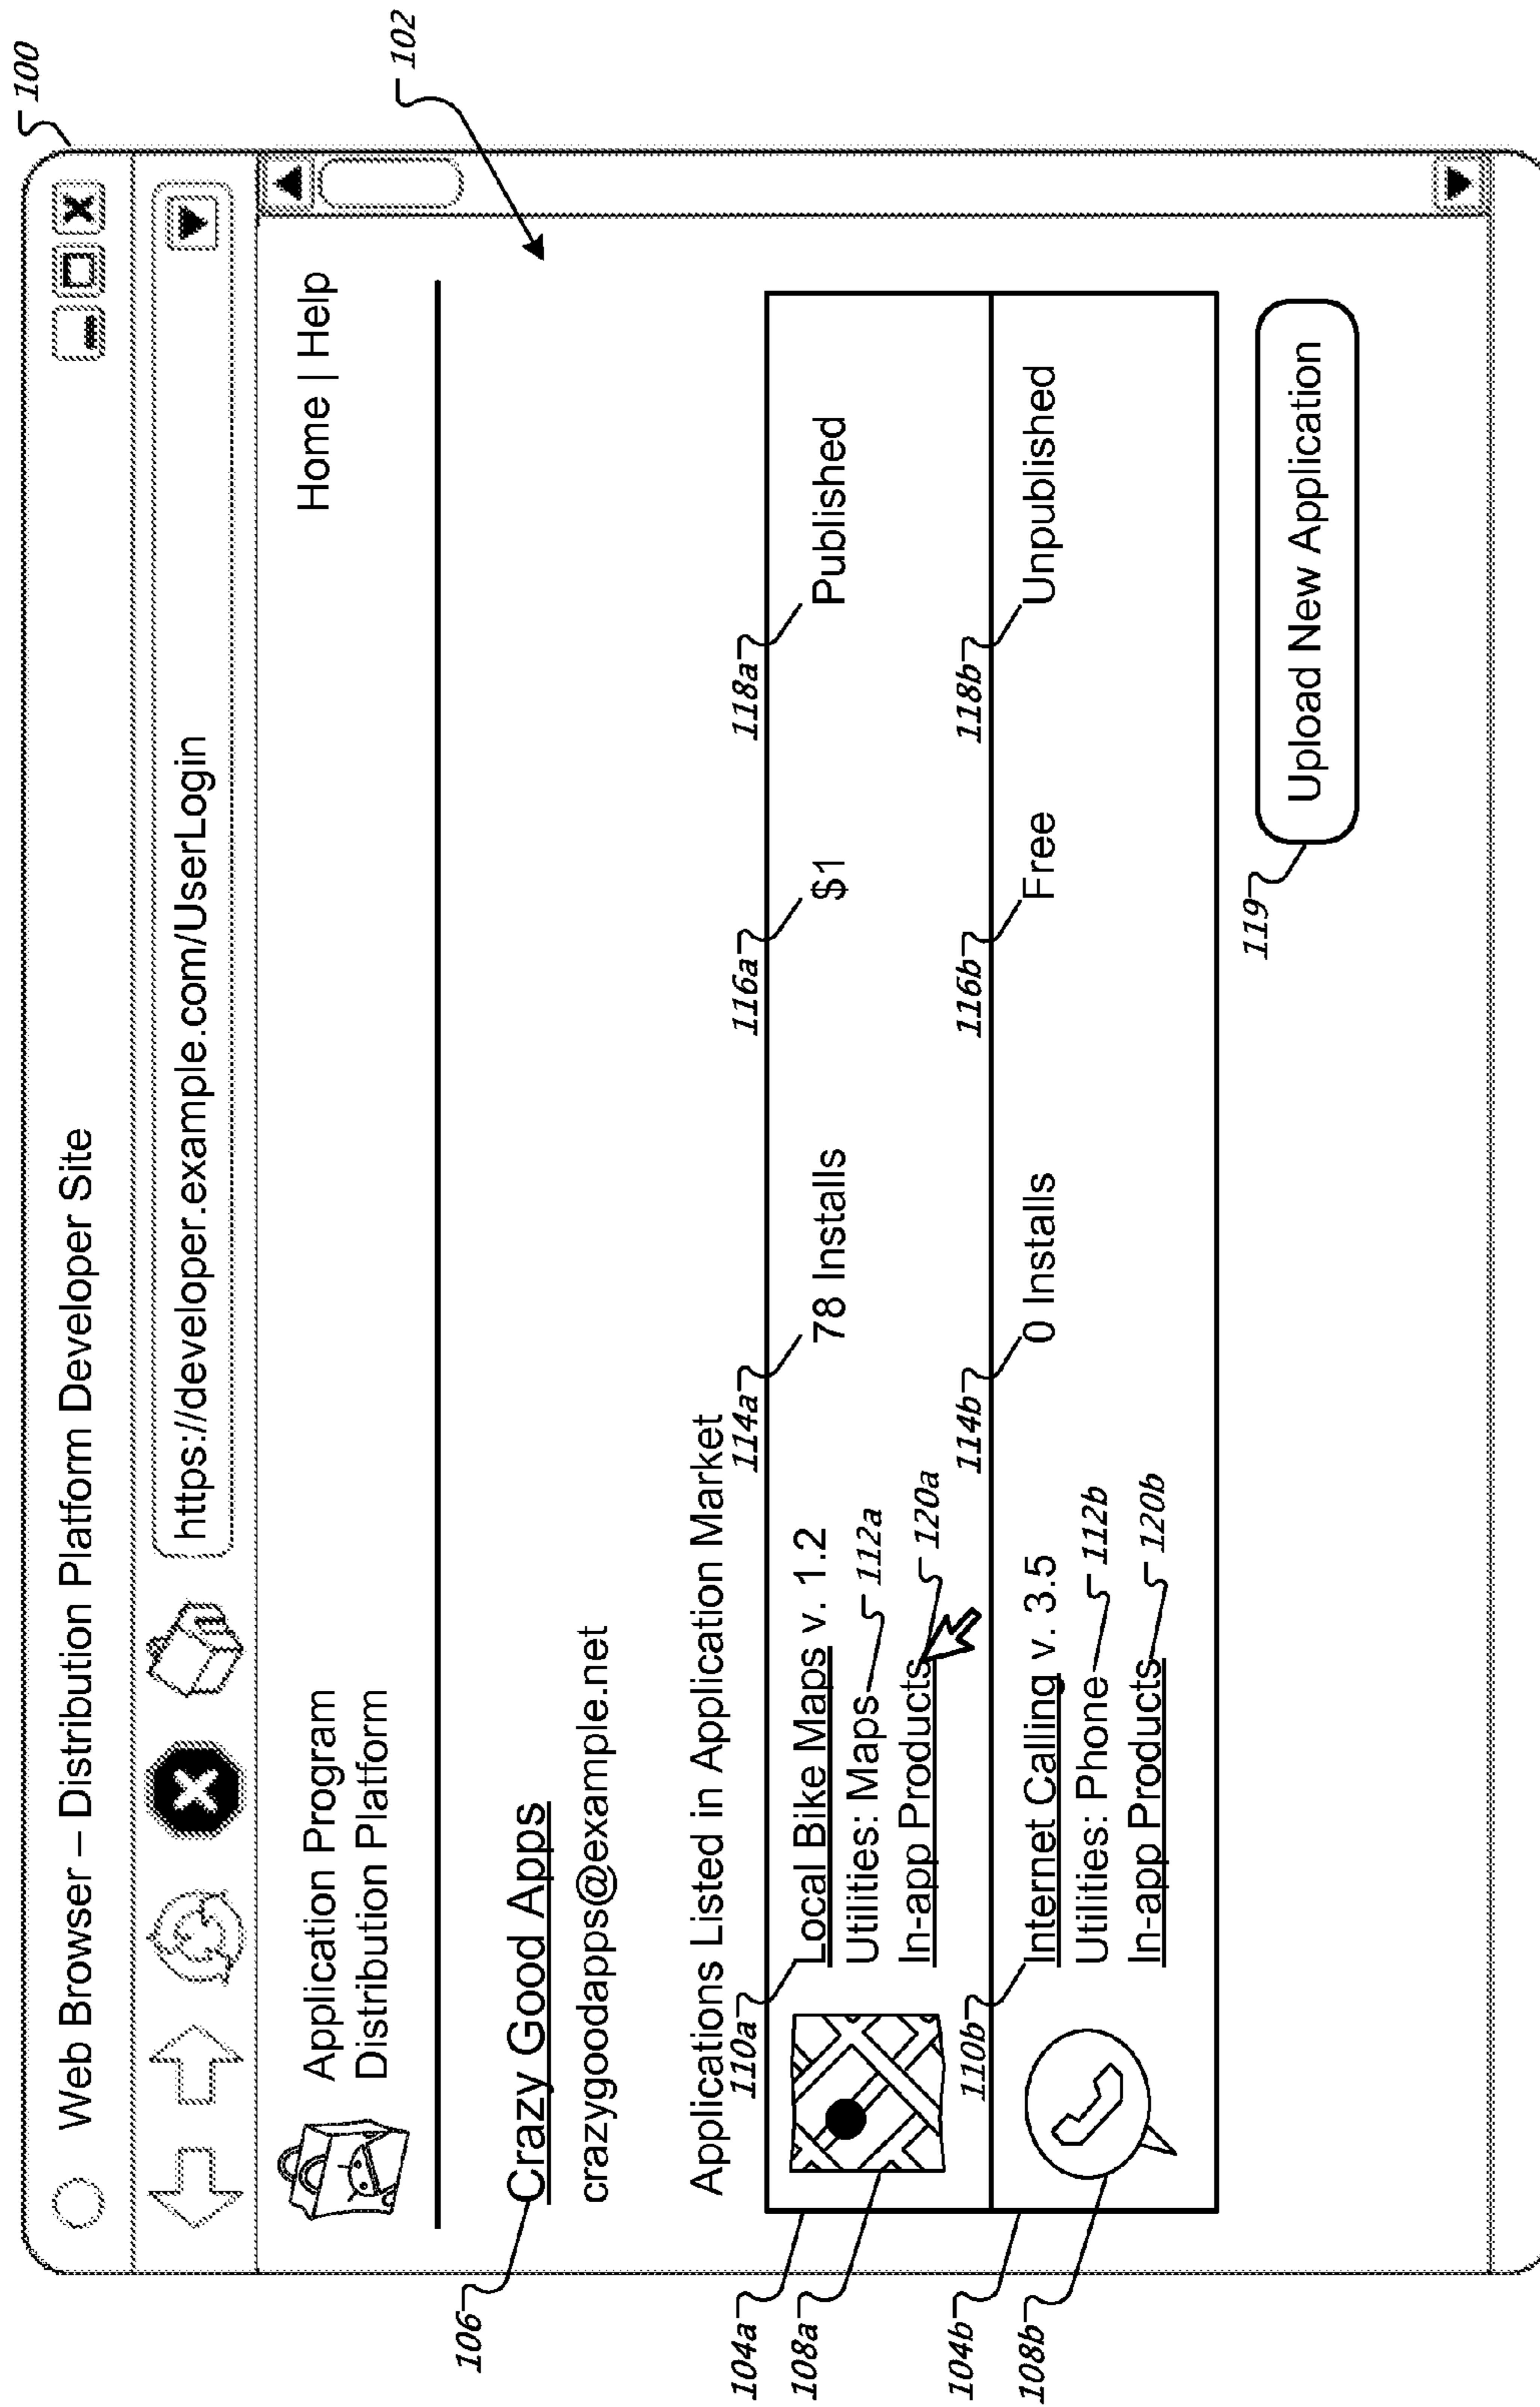 100
Web Browser – Distribution Platform Developer Site
https://developer.example.com/UserLogin
Application Program
Distribution Platform
Home | Help
102
106
Crazy Good Apps
crazygoodapps@example.net
Applications Listed in Application Market
110a
114a
116a
118a
104a
108a
Local Bike Maps v. 1.2
78 Installs
$1
Published
Utilities: Maps
112a
In-app Products
120a
110b
114b
116b
118b
104b
108b
Internet Calling v. 3.5
0 Installs
Free
Unpublished
Utilities: Phone
112b
In-app Products
120b
119
Upload New Application